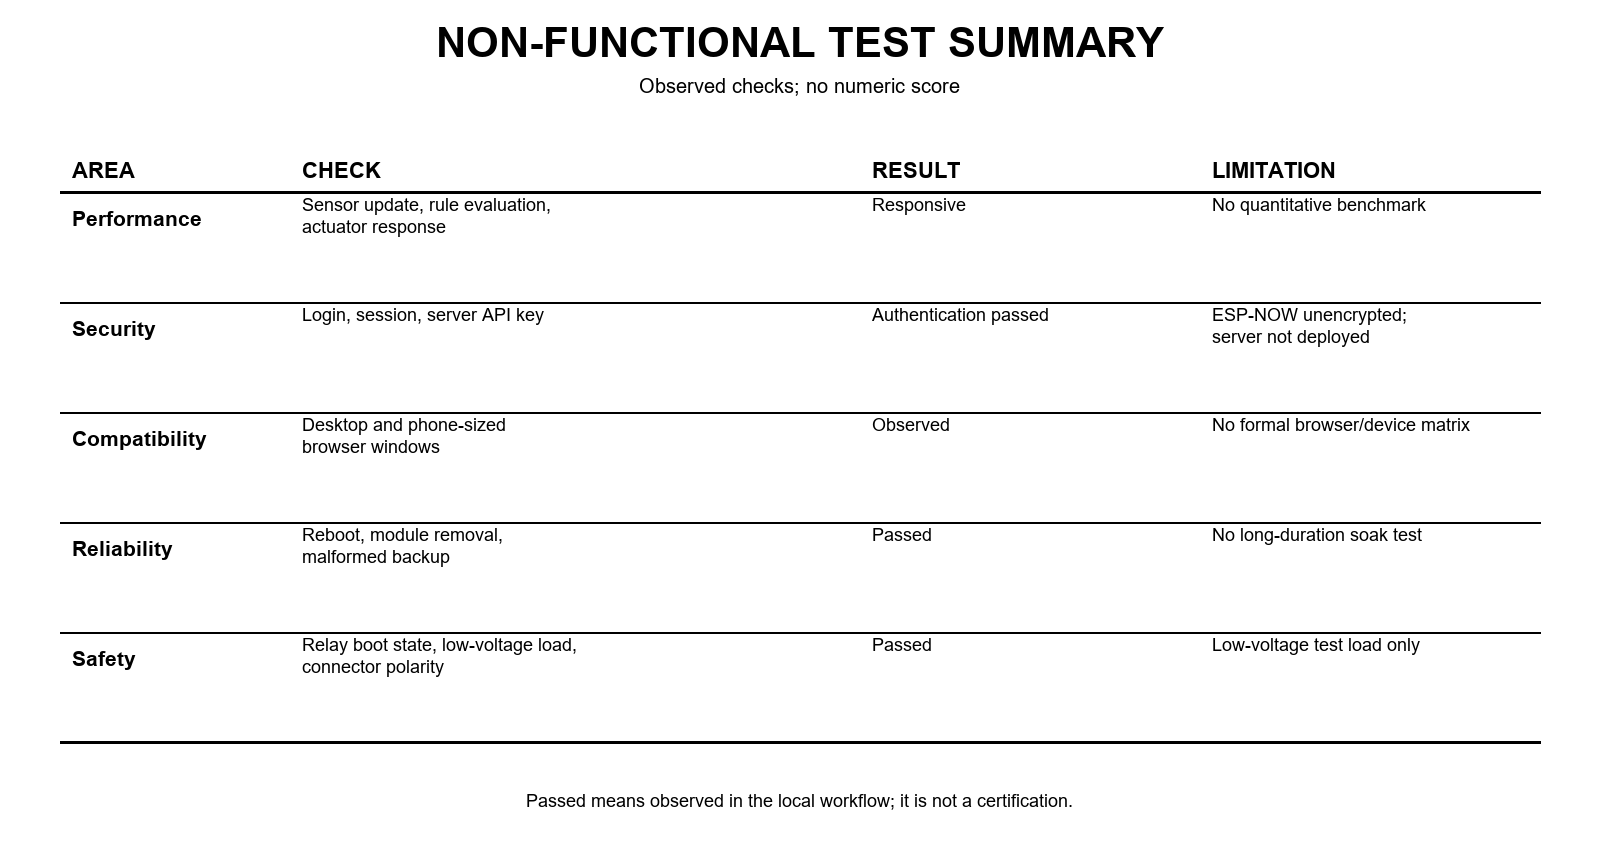 NON-FUNCTIONAL TEST SUMMARY
Observed checks; no numeric score
AREA CHECK RESULT LIMITATION
Performance
Sensor update, rule evaluation,
actuator response
Responsive
No quantitative benchmark
Security
Login, session, server API key
Authentication passed
ESP-NOW unencrypted;
server not deployed
Compatibility
Desktop and phone-sized
browser windows
Observed
No formal browser/device matrix
Reliability
Reboot, module removal,
malformed backup
Passed
No long-duration soak test
Safety
Relay boot state, low-voltage load,
connector polarity
Passed
Low-voltage test load only
Passed means observed in the local workflow; it is not a certification.